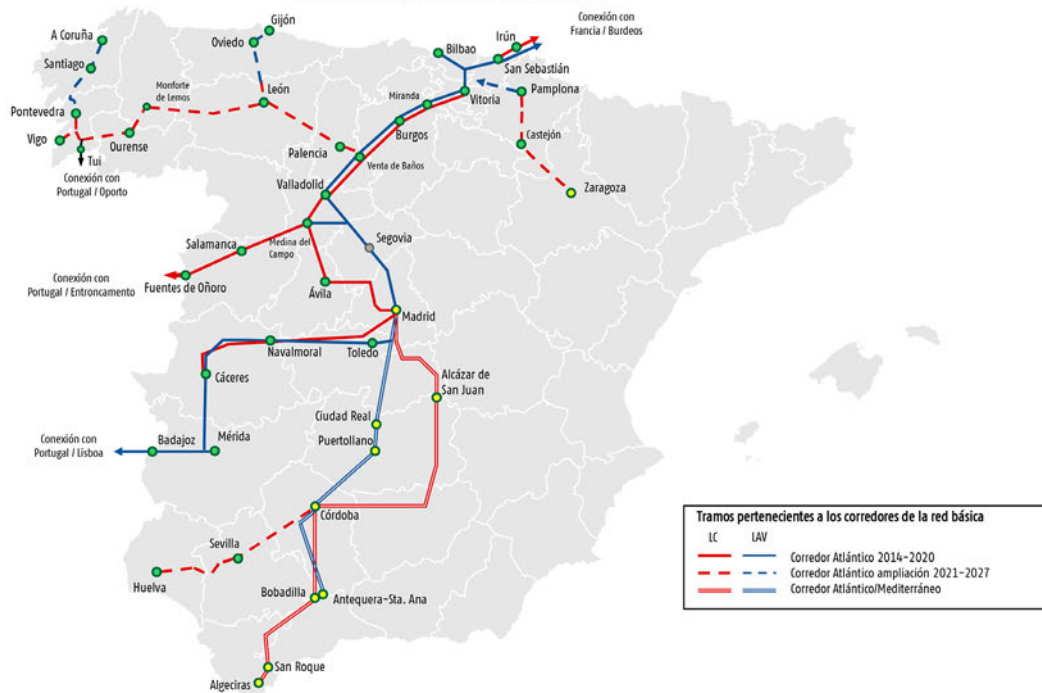 Gijón
A Coruña
Oviedo
Santiago
Monforte
de Lemos
León
Pontevedra
Vigo
Ourense
Tui
Conexión con
Portugal / Oporto
Palencia
Venta de Baños
Valladolid
Bilbao
Irún
Conexión con
Francia / Burdeos
San Sebastián
Miranda
Vitoria
Burgos
Pamplona
Castejón
Zaragoza
Salamanca
Medina del
Campo
Segovia
Conexión con
Portugal / Entroncamento
Fuentes de Oñoro
Ávila
Madrid
Navalmoral
Toledo
Cáceres
Alcázar de
San Juan
Ciudad Real
Puertollano
Conexión con
Portugal / Lisboa
Badajoz
Mérida
Córdoba
Sevilla
Huelva
Bobadilla
Antequera-Sta. Ana
San Roque
Algeciras
Tramos pertenecientes a los corredores de la red básica
LC LAV
Corredor Atlántico 2014-2020
Corredor Atlántico ampliación 2021-2027
Corredor Atlántico/Mediterráneo